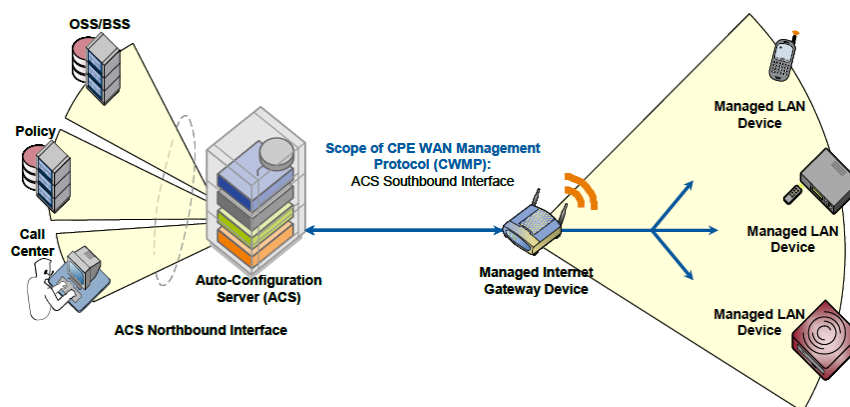 OSS/BSS
Policy
Call
Center
Auto-Configuration
Server (ACS)
ACS Northbound Interface
Scope of CPE WAN Management
Protocol (CWMP):
ACS Southbound Interface
Managed Internet
Gateway Device
Managed LAN
Device
Managed LAN
Device
Managed LAN
Device